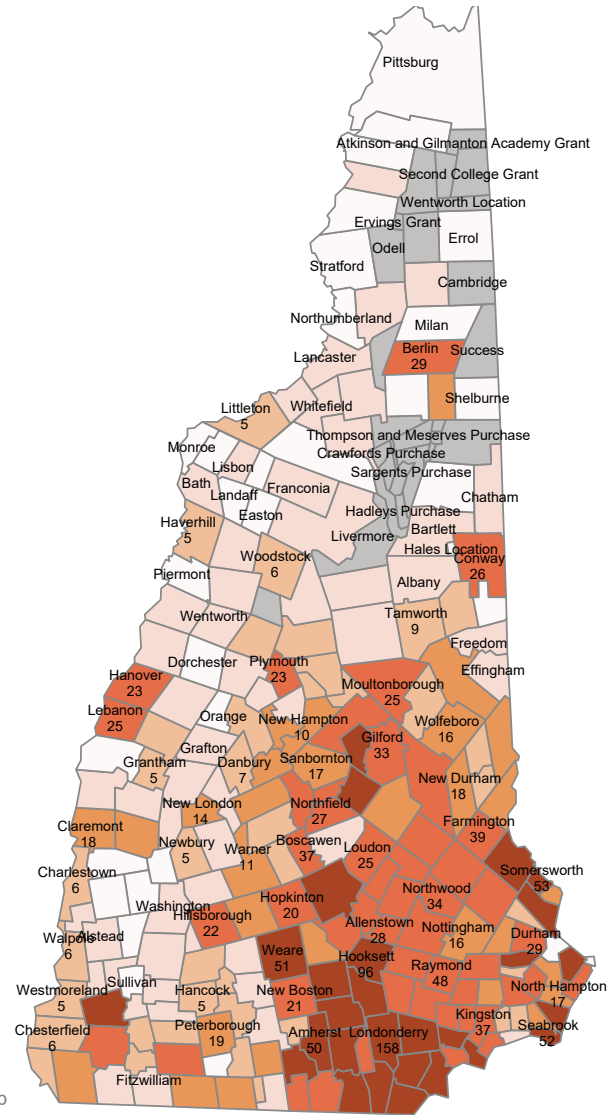 Pittsburg
Atkinson and Gilmanton Academy Grant
Second College Grant
Wentworth Location
Ervings Grant
Errol
Odell
Stratford
Cambridge
Northumberland
Milan
Berlin
29
Success
Lancaster
Shelburne
Whitefield
Littleton
5
Thompson and Meserves Purchase
Monroe
Crawfords Purchase
Lisbon
Sargents Purchase
Bath
Franconia
Landaff
Chatham
Easton
Hadleys Purchase
Haverhill
5
Bartlett
Livermore
Hales Location
Woodstock
6
Conway
26
Piermont
Albany
Wentworth
Tamworth
9
Freedom
Dorchester
Plymouth
23
Effingham
Hanover
23
Moultonborough
25
Lebanon
25
Orange
New Hampton
10
Wolfeboro
16
Gilford
33
Grafton
Sanbornton
17
Grantham
5
Danbury
7
New Durham
18
New London
14
Northfield
27
Farmington
39
Claremont
18
Newbury
5
Warner
11
Boscawen
37
Loudon
25
Charlestown
6
Somersworth
53
Northwood
34
Washington
Hopkinton
20
Hillsborough
22
Allenstown
28
Nottingham
16
Durham
29
Walpole
6
Alstead
Weare
51
Hooksett
96
Raymond
48
Sullivan
Westmoreland
5
Hancock
5
New Boston
21
North Hampton
17
Kingston
37
Chesterfield
6
Peterborough
19
Amherst
50
Londonderry
158
Seabrook
52
Fitzwilliam